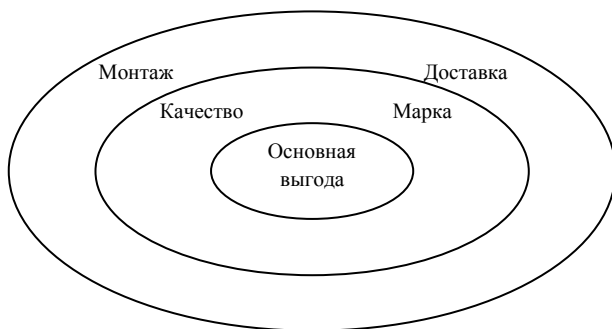 Монтаж Доставка
Качество Марка
Основная
выгода